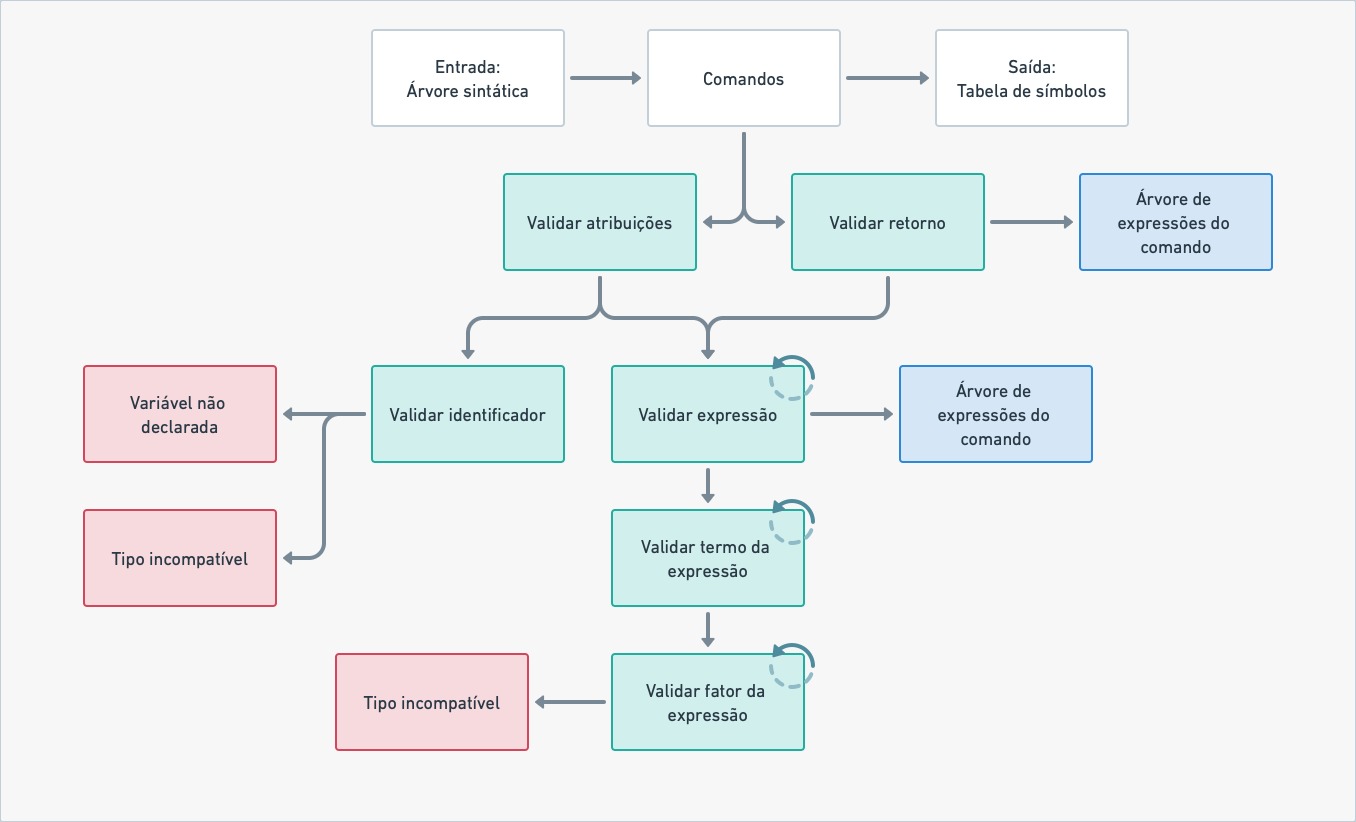 Entrada:
Árvore sintática
Comandos
Saída:
Tabela de símbolos
Validar atribuições
Validar retorno
Árvore de
expressões do
comando
Variável não
declarada
Validar identificador
Validar expressão
Árvore de
expressões do
comando
Tipo incompatível
Validar termo da
expressão
Tipo incompatível
Validar fator da
expressão